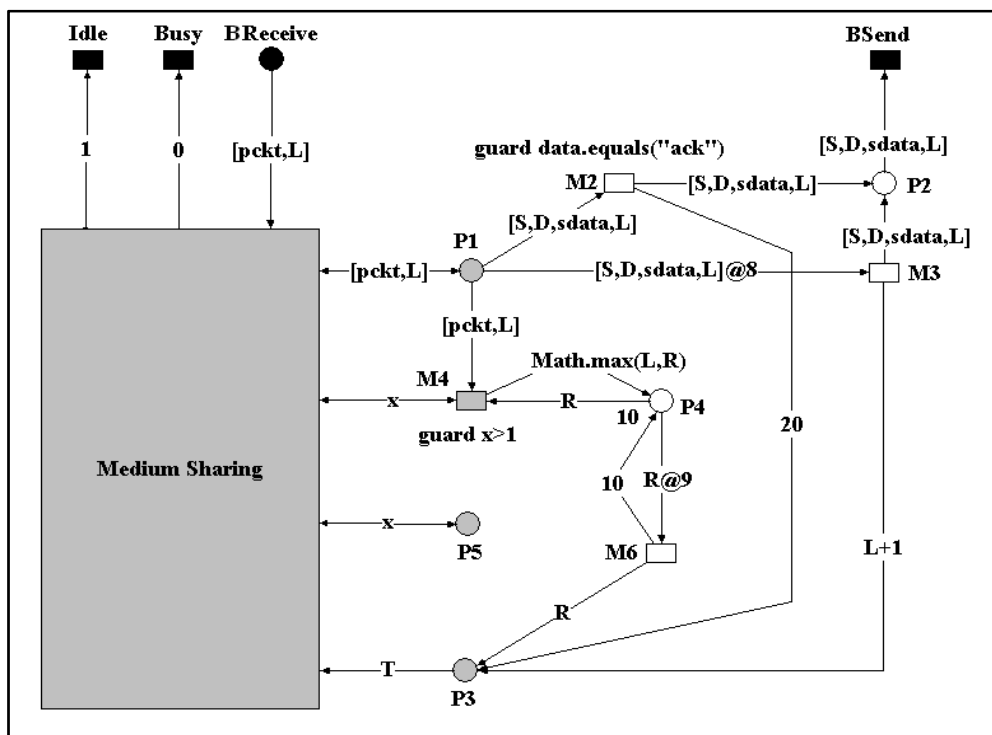 Idle Busy BReceive BSend
1 0 [pckt,L]
guard data.equals("ack")
[S,D,sdata,L]
M2 [S,D,sdata,L] P2
[S,D,sdata,L]
[S,D,sdata,L]
P1
[pckt,L] [S,D,sdata,L]@8 M3
[pckt,L]
Math.max(L,R)
M4
x R 10 P4
guard x>1
20
Medium Sharing
10 R@9
x
P5 M6 L+1
R
T
P3